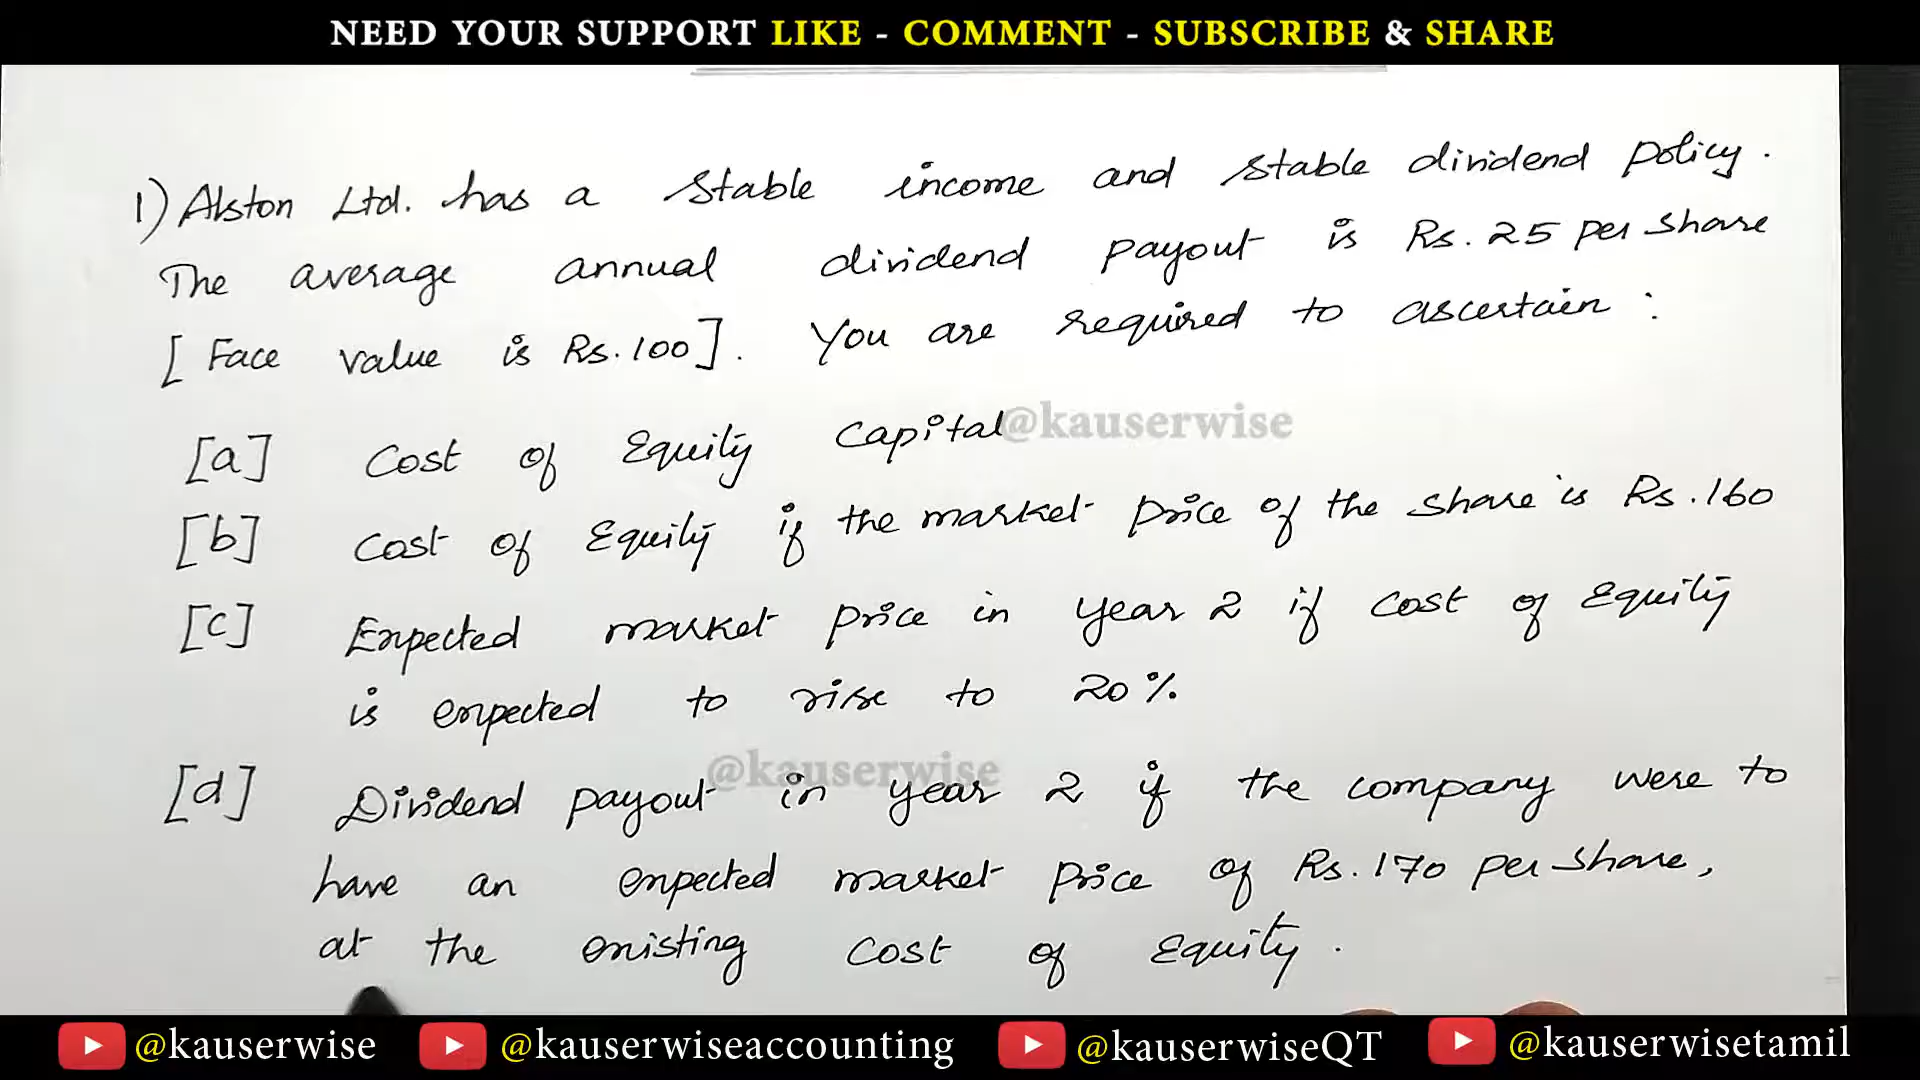 NEED YOUR SUPPORT LIKE - COMMENT - SUBSCRIBE & SHARE
1) Alston Ltd. has a stable income and stable dividend policy.
The average annual dividend payout is Rs. 25 per share
[Face value is Rs. 100]. You are required to ascertain :
[a] Cost of Equity Capital
@kauserwise
[b] Cost of Equity if the market price of the share is Rs. 160
[c] Expected market price in year 2 if cost of Equity
is expected to rise to 20%.
@kauserwise
[d] Dividend payout in year 2 if the company were to
have an expected market price of Rs. 170 per share,
at the existing cost of Equity.
@kauserwise @kauserwiseaccounting @kauserwiseQT @kauserwisetamil